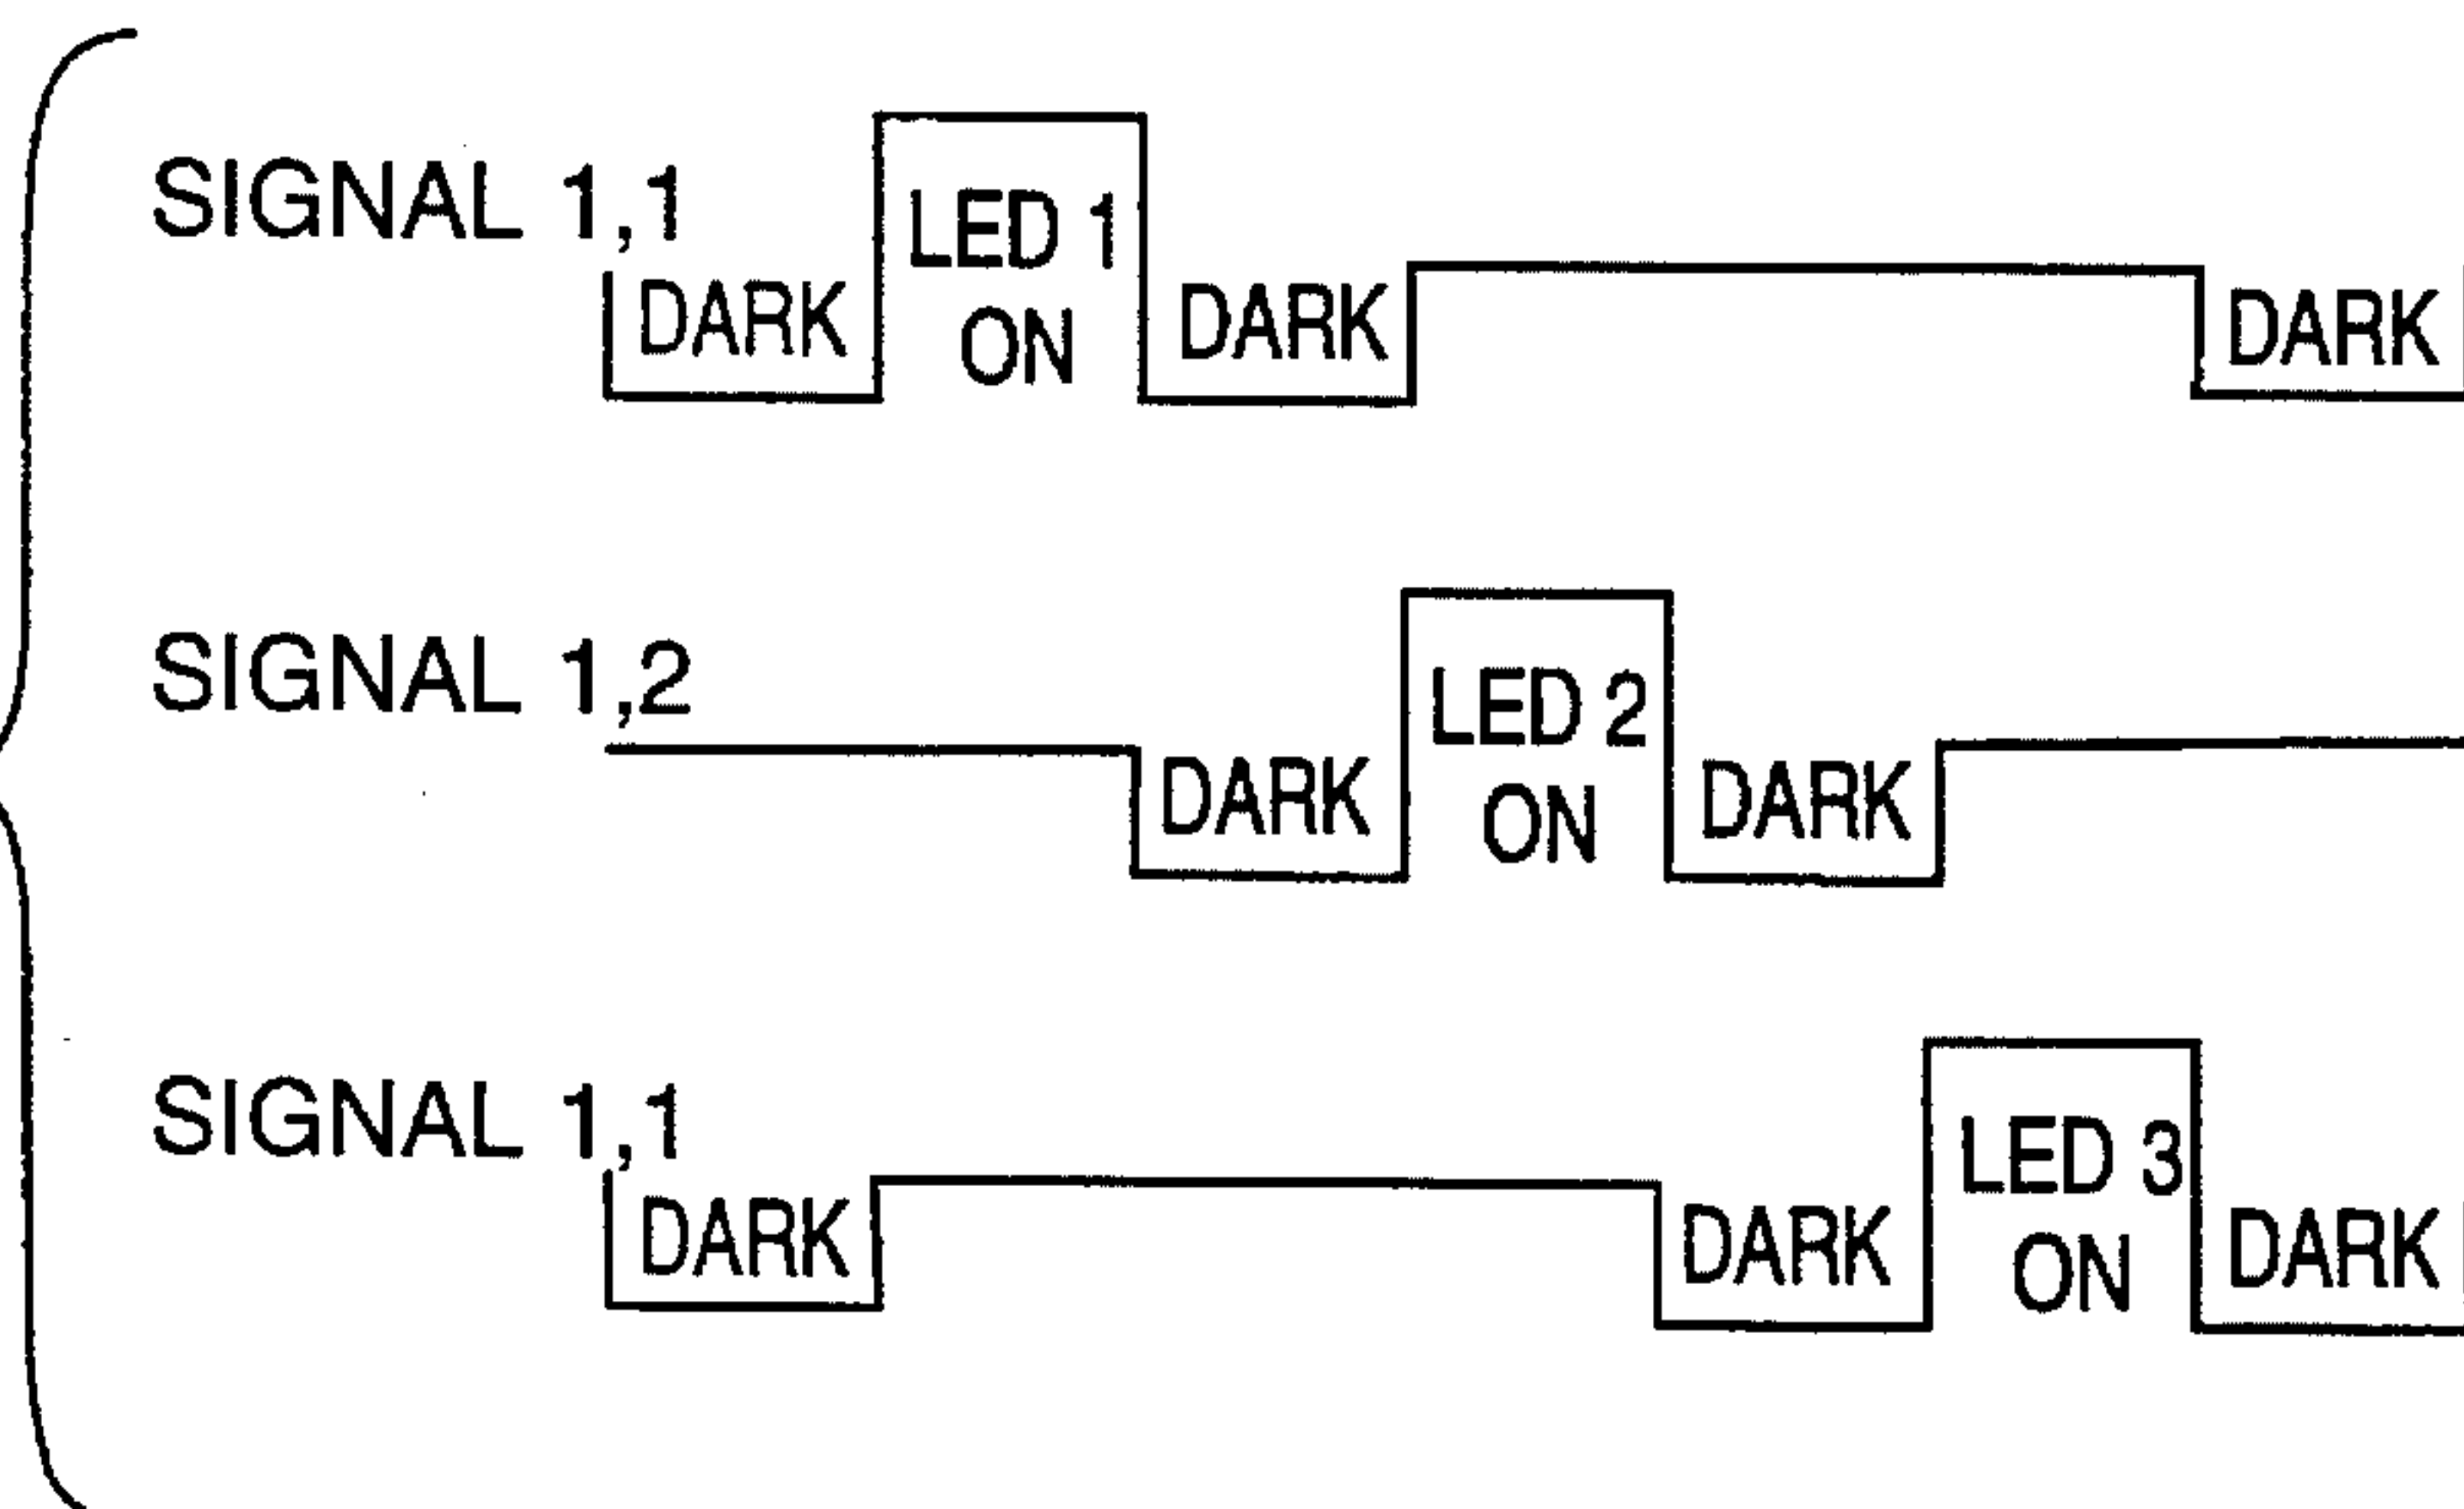 SIGNAL 1,1
DARK
LED 1
ON
DARK
DARK
SIGNAL 1,2
DARK
LED 2
ON
DARK
SIGNAL 1,1
DARK
DARK
LED 3
ON
DARK